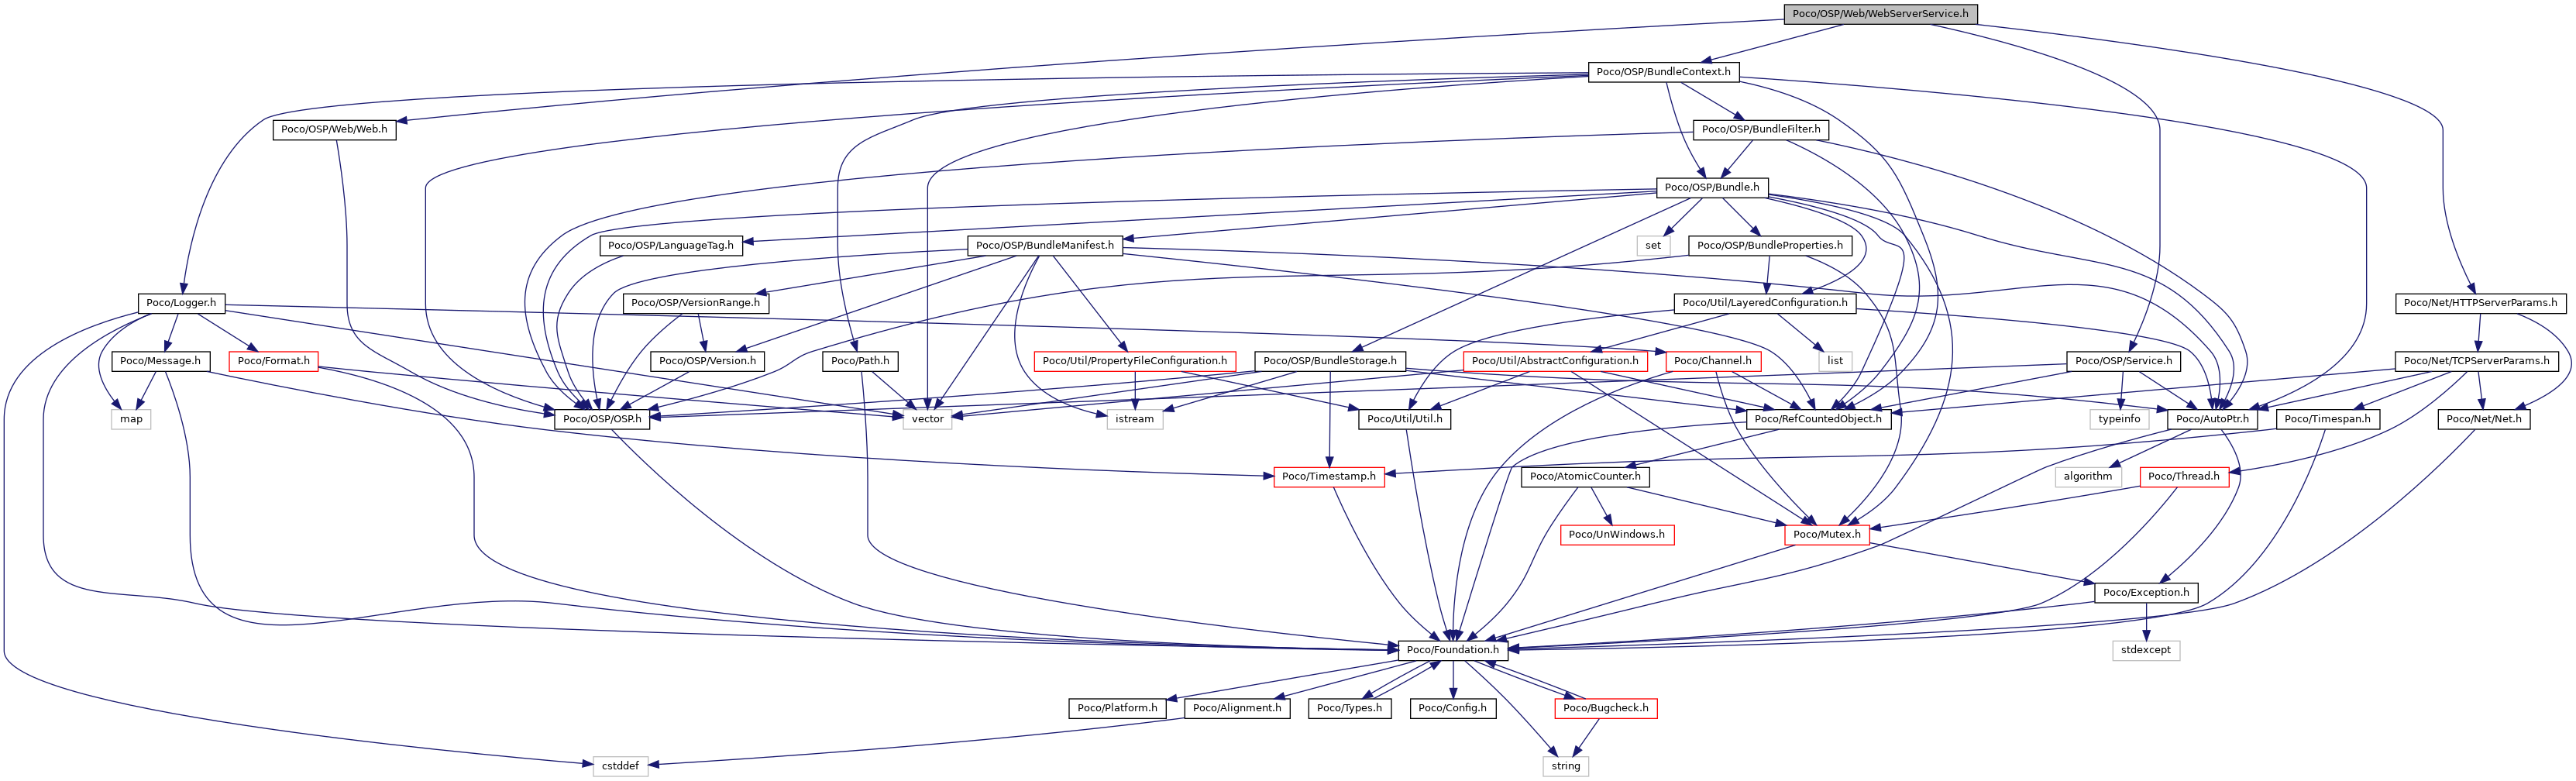 Poco/OSP/Web/WebServerService.h
Poco/OSP/BundleContext.h
Poco/OSP/Web/Web.h
Poco/OSP/BundleFilter.h
Poco/OSP/Bundle.h
Poco/OSP/LanguageTag.h
Poco/OSP/BundleManifest.h
set
Poco/OSP/BundleProperties.h
Poco/Logger.h
Poco/OSP/VersionRange.h
Poco/Util/LayeredConfiguration.h
Poco/Net/HTTPServerParams.h
Poco/Message.h
Poco/Format.h
Poco/OSP/Version.h
Poco/Path.h
Poco/Util/PropertyFileConfiguration.h
Poco/OSP/BundleStorage.h
Poco/Util/AbstractConfiguration.h
Poco/Channel.h
list
Poco/OSP/Service.h
Poco/Net/TCPServerParams.h
map
Poco/OSP/OSP.h
vector
istream
Poco/Util/Util.h
Poco/RefCountedObject.h
typeinfo
Poco/AutoPtr.h
Poco/Timespan.h
Poco/Net/Net.h
Poco/Timestamp.h
Poco/AtomicCounter.h
algorithm
Poco/Thread.h
Poco/UnWindows.h
Poco/Mutex.h
Poco/Exception.h
Poco/Foundation.h
stdexcept
Poco/Platform.h
Poco/Alignment.h
Poco/Types.h
Poco/Config.h
Poco/Bugcheck.h
cstddef
string